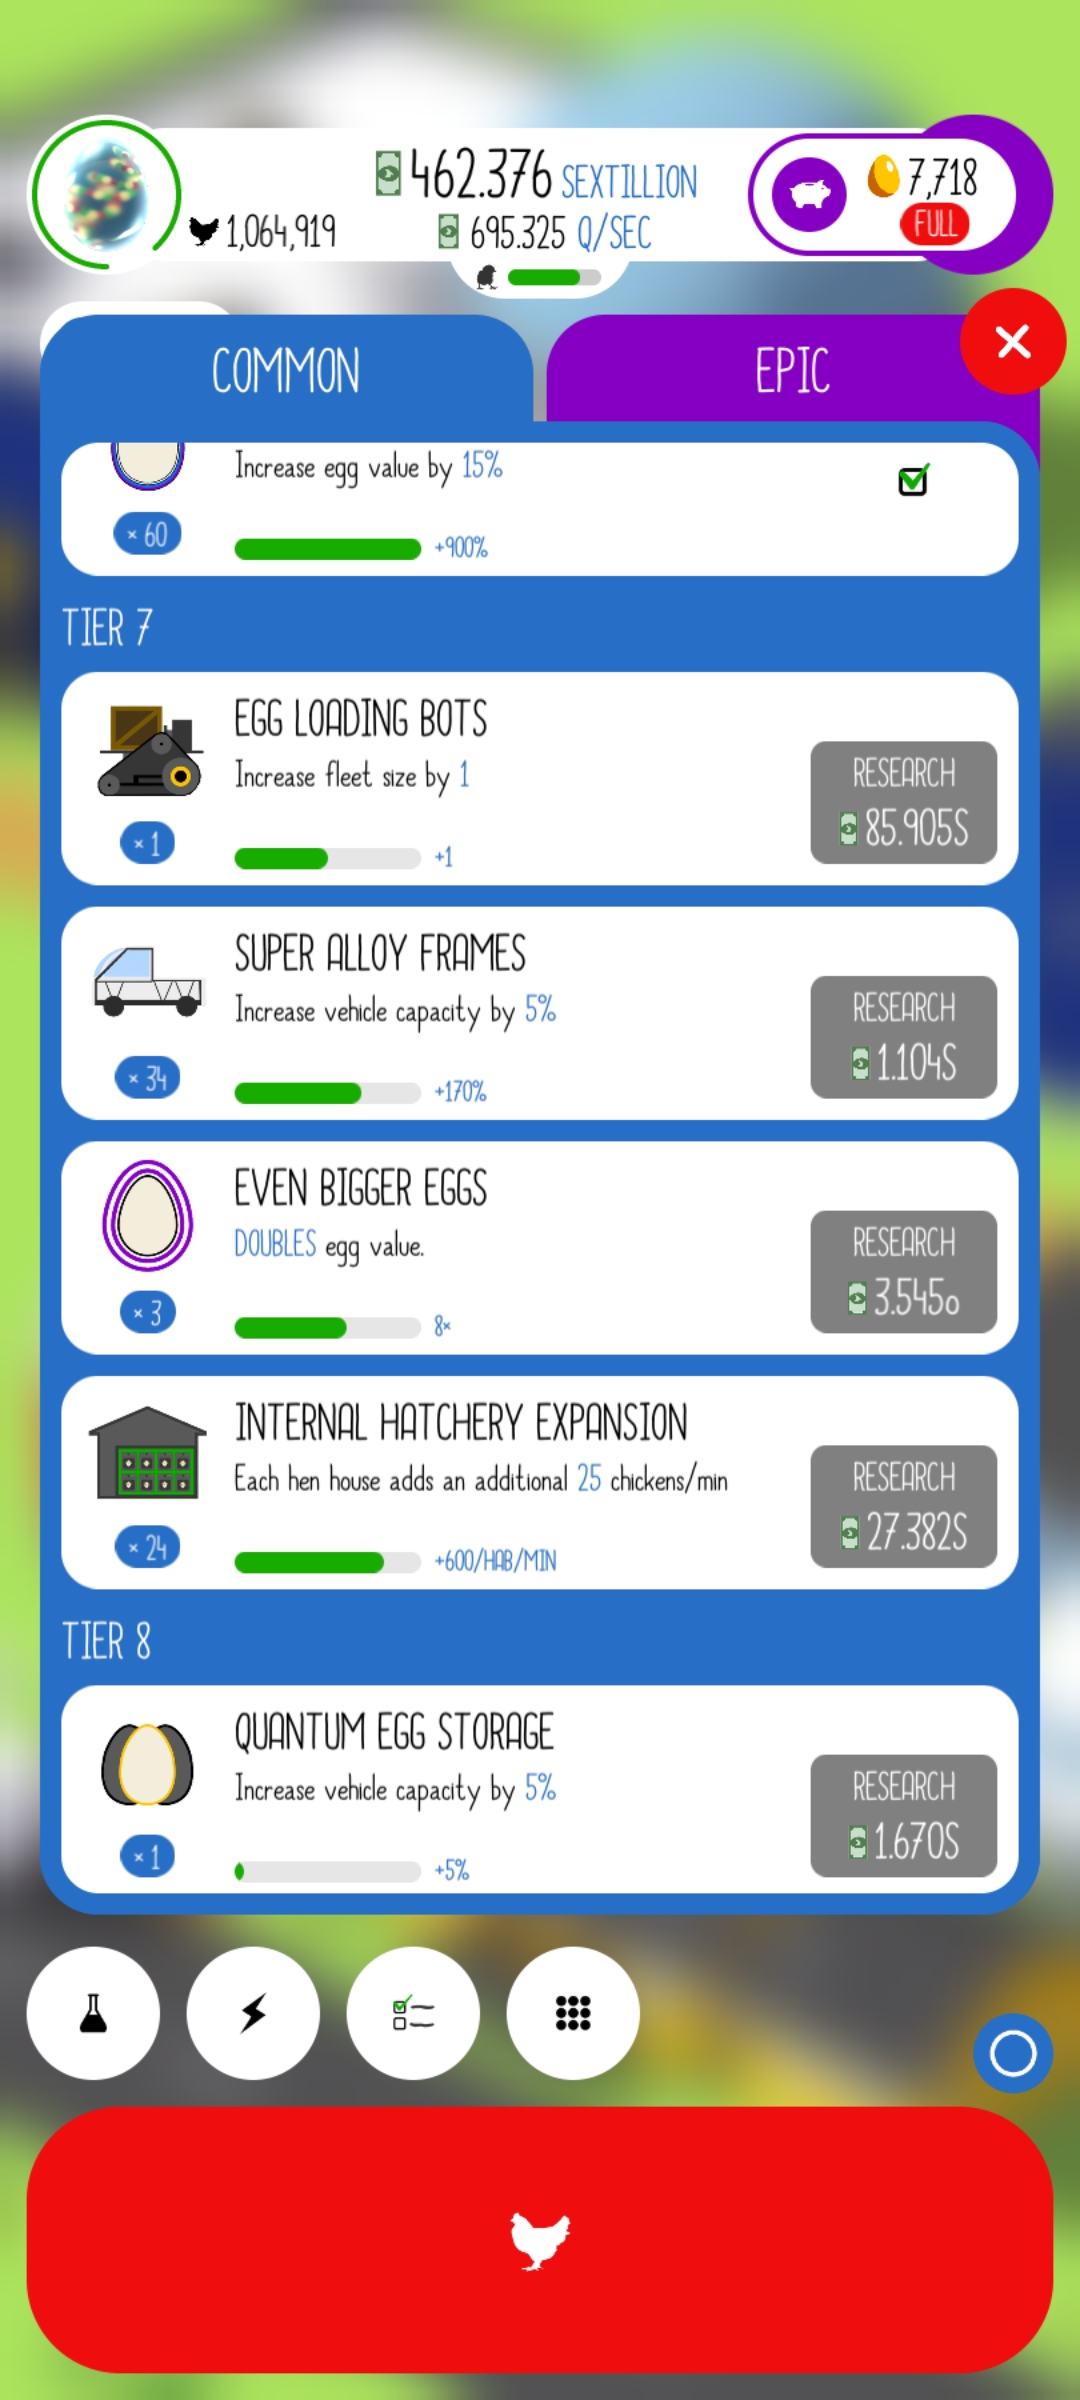 462.376 SEXTILLION
1,064,919
695.325 Q/SEC
7,718
FULL
COMMON
EPIC
Increase egg value by 15%
× 60
+900%
TIER 7
EGG LOADING BOTS
Increase fleet size by 1
× 1
+1
RESEARCH
85.905S
SUPER ALLOY FRAMES
Increase vehicle capacity by 5%
× 34
+170%
RESEARCH
1.104S
EVEN BIGGER EGGS
DOUBLES egg value.
× 3
8×
RESEARCH
3.545o
INTERNAL HATCHERY EXPANSION
Each hen house adds an additional 25 chickens/min
× 24
+600/HAB/MIN
RESEARCH
27.382S
TIER 8
QUANTUM EGG STORAGE
Increase vehicle capacity by 5%
× 1
+5%
RESEARCH
1.670S